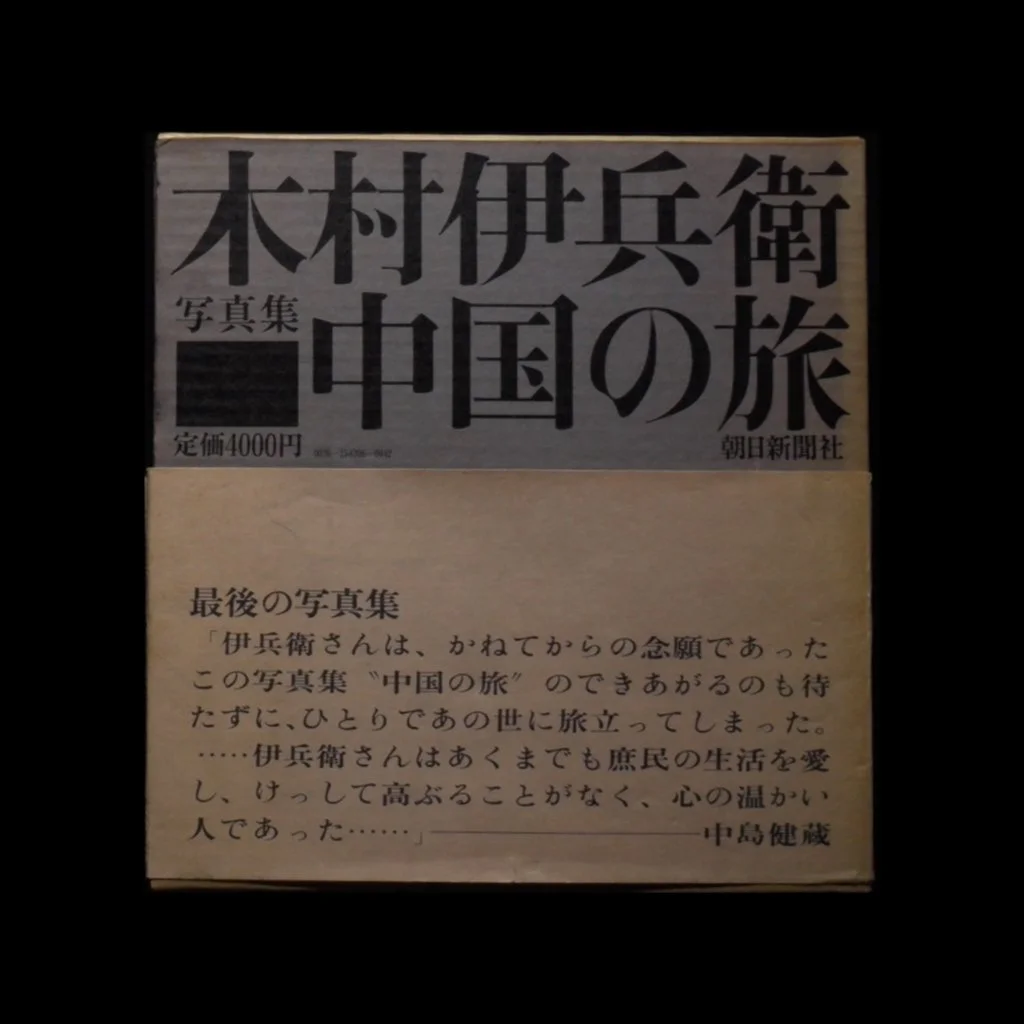 木村伊兵衛
写真集
中国の旅
定価4000円
朝日新聞社
最後の写真集
「伊兵衛さんは、かねてからの念願であった
この写真集〝中国の旅〞のできあがるのも待
たずに、ひとりであの世に旅立ってしまった。
……伊兵衛さんはあくまでも庶民の生活を愛
し、けっして高ぶることがなく、心の温かい
人であった……」――中島健蔵